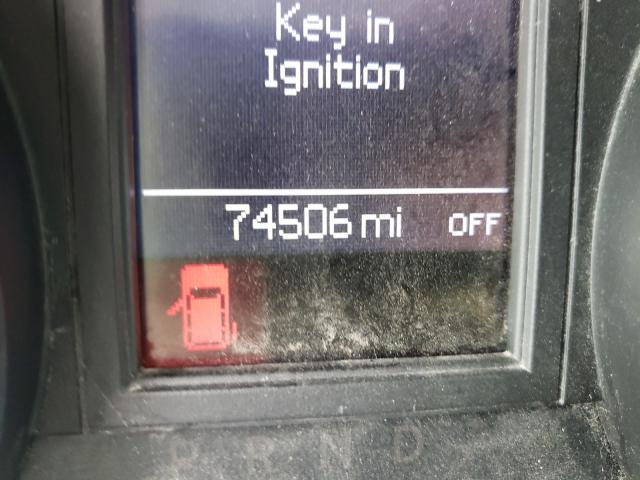 Key in
Ignition
74506 mi OFF
P R N D